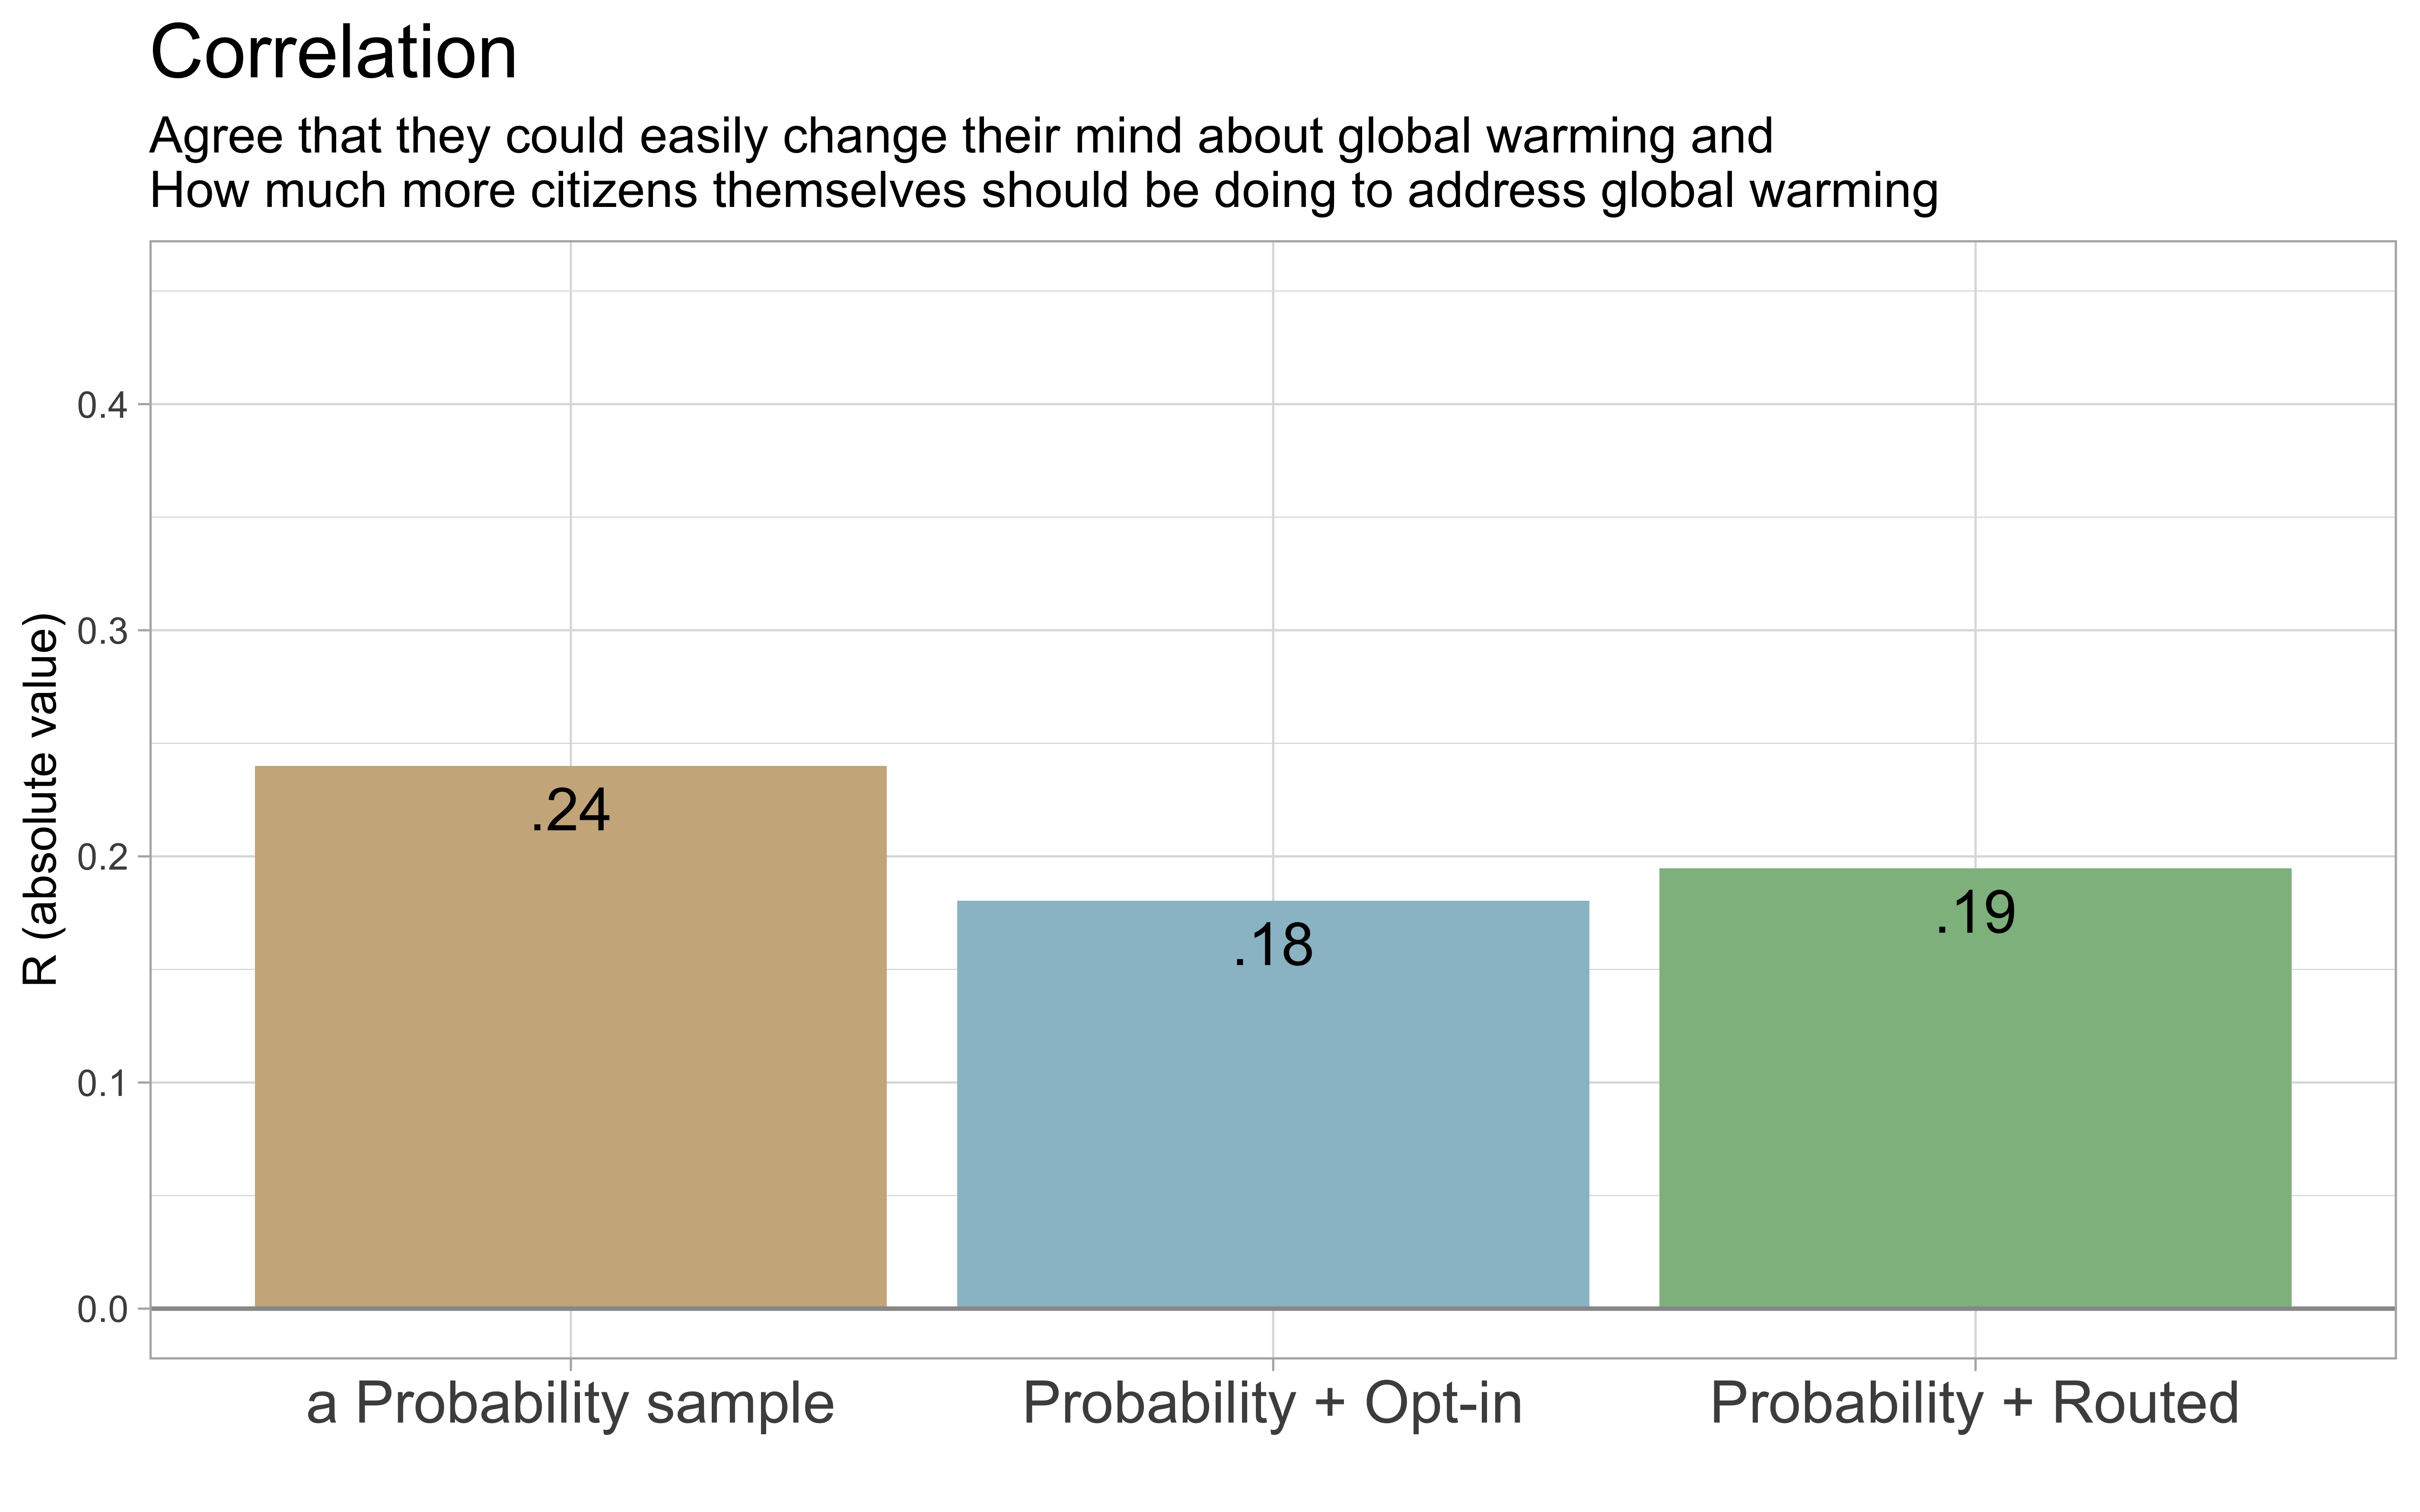 Correlation
Agree that they could easily change their mind about global warming and
How much more citizens themselves should be doing to address global warming
R (absolute value)
0.4
0.3
0.2
0.1
0.0
.24
.18
.19
a Probability sample
Probability + Opt-in
Probability + Routed